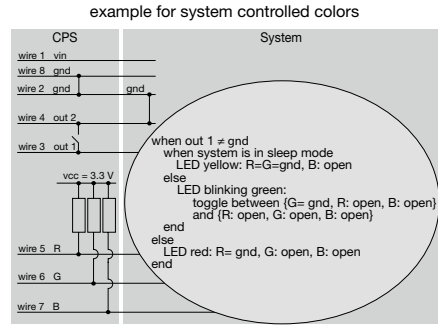 example for system controlled colors
CPS
System
wire 1 vin
wire 8 gnd
wire 2 gnd
gnd
wire 4 out 2
wire 3 out 1
vcc = 3.3 V
wire 5 R
wire 6 G
wire 7 B
when out 1 ≠ gnd
when system is in sleep mode
LED yellow: R=G=gnd, B: open
else
LED blinking green:
toggle between {G= gnd, R: open, B: open}
and {R: open, G: open, B: open}
end
else
LED red: R= gnd, G: open, B: open
end